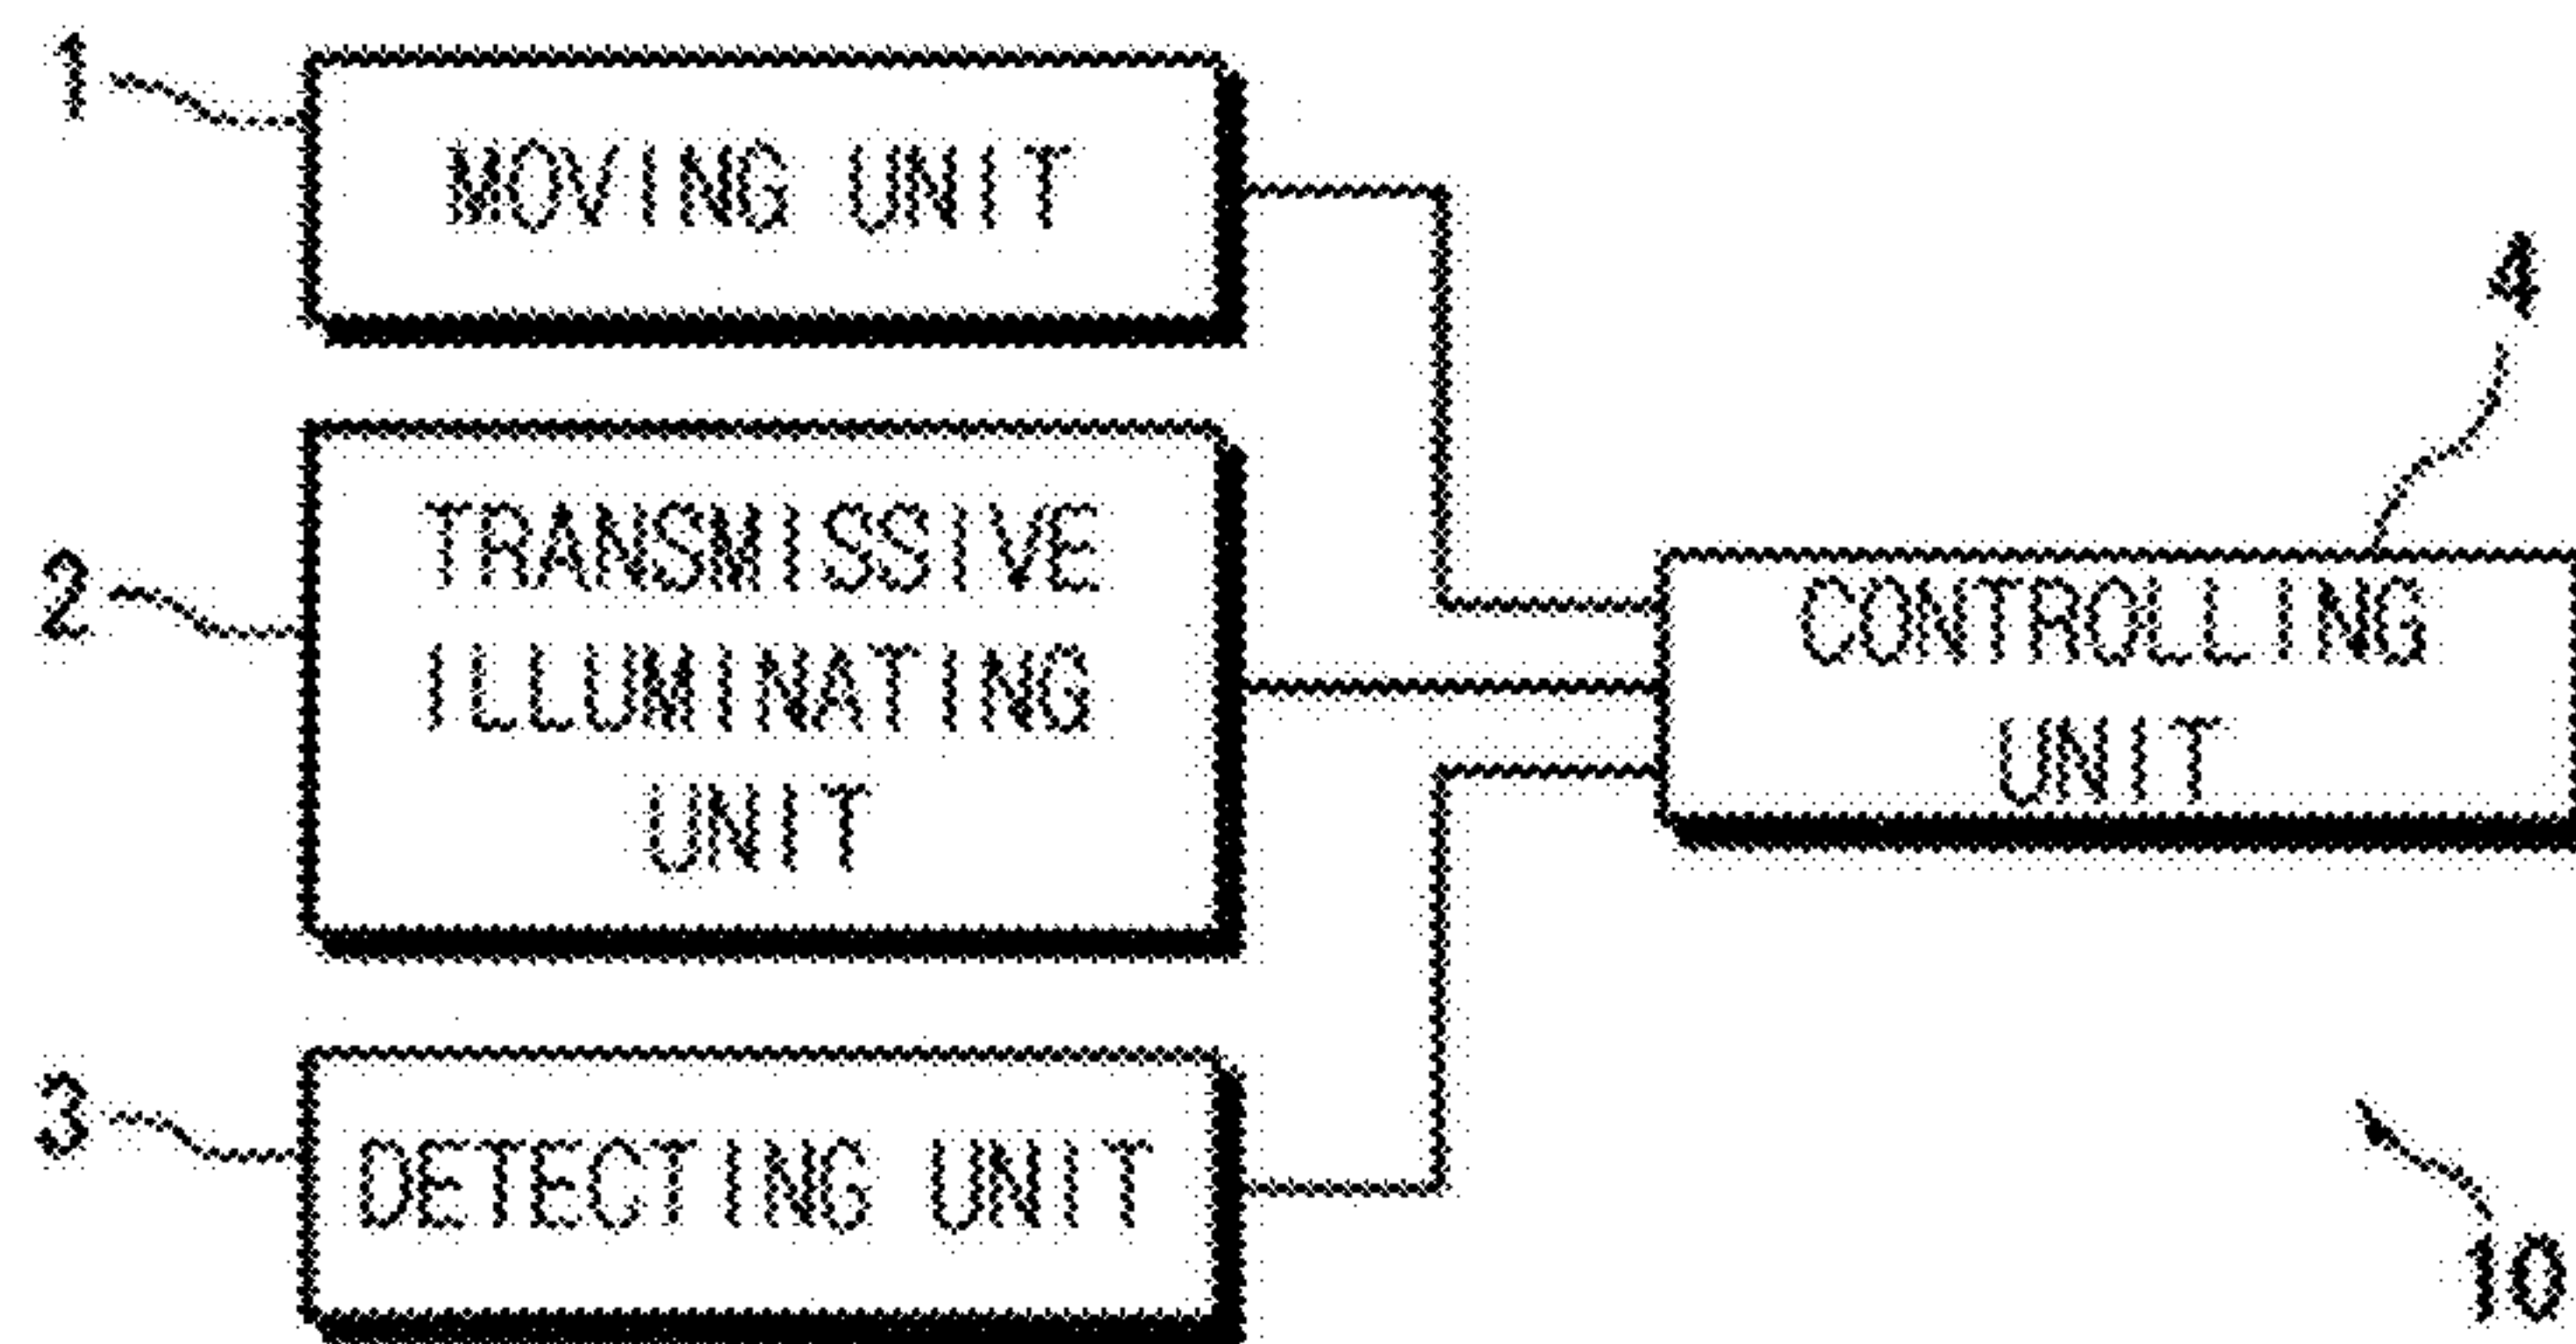 1
MOVING UNIT
4
2
TRANSMISSIVE
ILLUMINATING
UNIT
CONTROLLING
UNIT
3
DETECTING UNIT
10